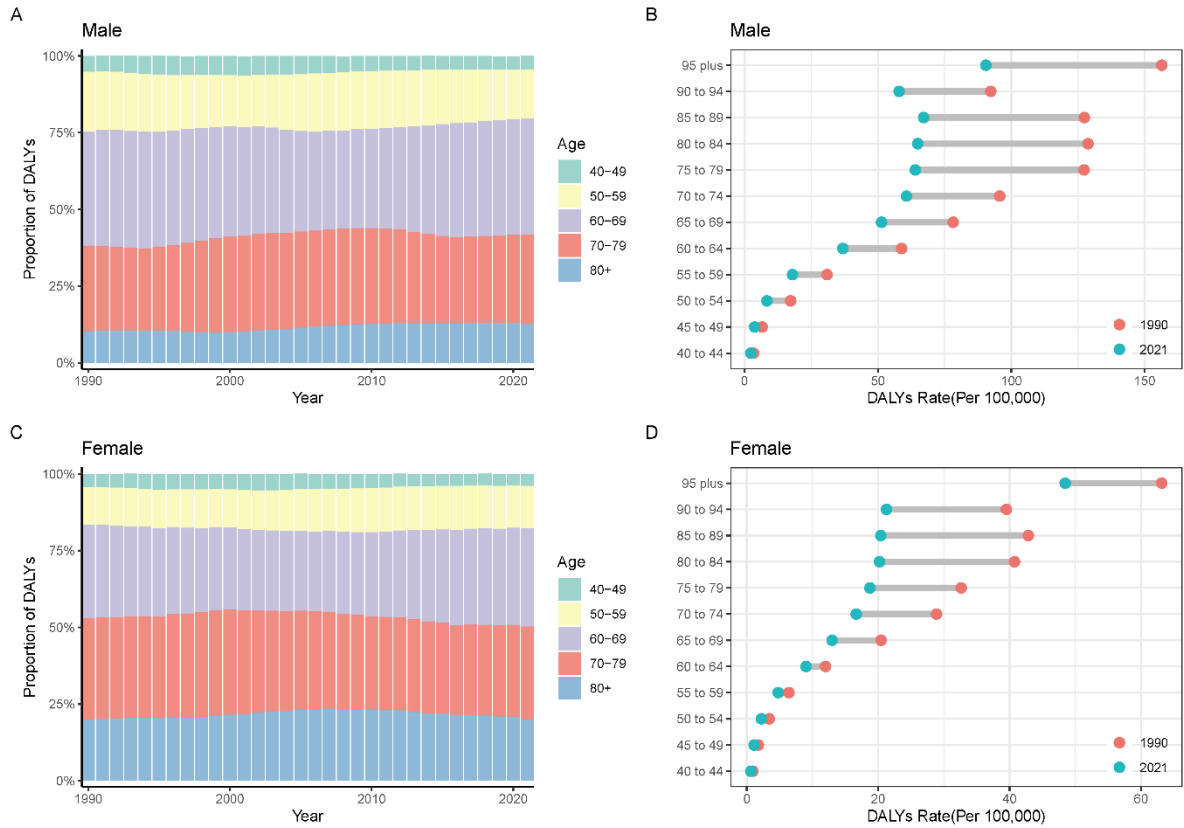 A
Male
100%
75%
50%
25%
0%
Proportion of DALYs
1990
2000
2010
2020
Year
Age
40−49
50−59
60−69
70−79
80+
B
Male
95 plus
90 to 94
85 to 89
80 to 84
75 to 79
70 to 74
65 to 69
60 to 64
55 to 59
50 to 54
45 to 49
40 to 44
1990
2021
0
50
100
150
DALYs Rate(Per 100,000)
C
Female
100%
75%
50%
25%
0%
Proportion of DALYs
1990
2000
2010
2020
Year
Age
40−49
50−59
60−69
70−79
80+
D
Female
95 plus
90 to 94
85 to 89
80 to 84
75 to 79
70 to 74
65 to 69
60 to 64
55 to 59
50 to 54
45 to 49
40 to 44
1990
2021
0
20
40
60
DALYs Rate(Per 100,000)